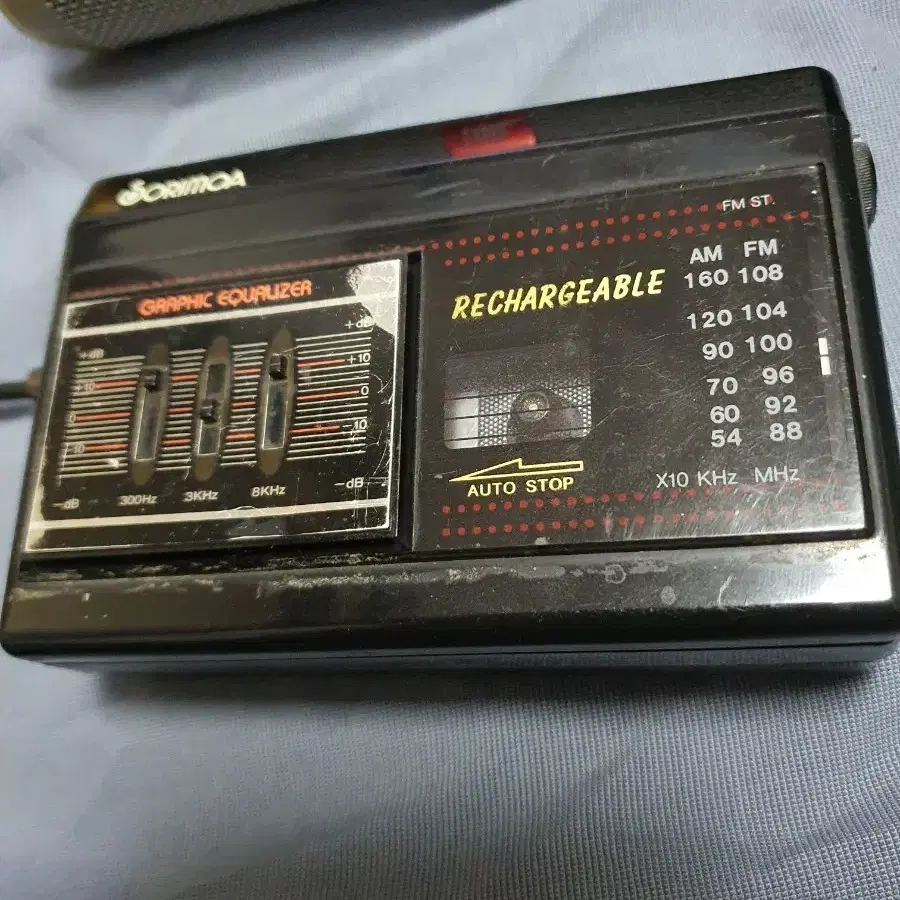 SORIMOA
GRAPHIC EQUALIZER
+dB +dB
+10 +10
0 0
-10 -10
-dB -dB
300Hz 3KHz 8KHz
RECHARGEABLE
AUTO STOP
FM ST.
AM FM
160 108
120 104
90 100
70 96
60 92
54 88
X10 KHz MHz